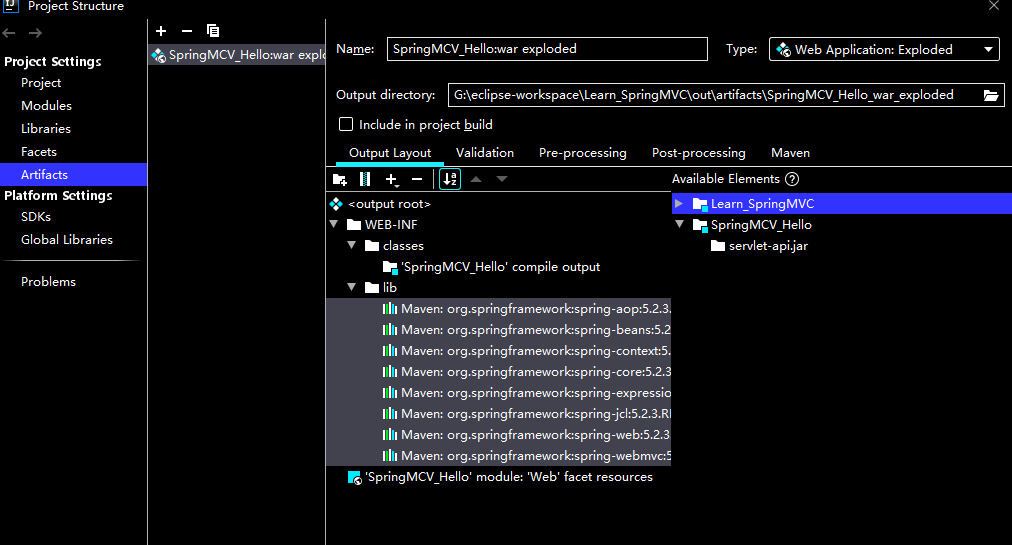 Project Structure
Project Settings
Project
Modules
Libraries
Facets
Artifacts
Platform Settings
SDKs
Global Libraries
Problems
SpringMCV_Hello:war explo
Name: SpringMCV_Hello:war exploded
Type: Web Application: Exploded
Output directory: G:\eclipse-workspace\Learn_SpringMVC\out\artifacts\SpringMCV_Hello_war_exploded
Include in project build
Output Layout Validation Pre-processing Post-processing Maven
Available Elements
<output root>
WEB-INF
classes
'SpringMCV_Hello' compile output
lib
Maven: org.springframework:spring-aop:5.2.3.
Maven: org.springframework:spring-beans:5.2
Maven: org.springframework:spring-context:5.
Maven: org.springframework:spring-core:5.2.3
Maven: org.springframework:spring-expressio
Maven: org.springframework:spring-jcl:5.2.3.R
Maven: org.springframework:spring-web:5.2.3
Maven: org.springframework:spring-webmvc:5
'SpringMCV_Hello' module: 'Web' facet resources
Learn_SpringMVC
SpringMCV_Hello
servlet-api.jar